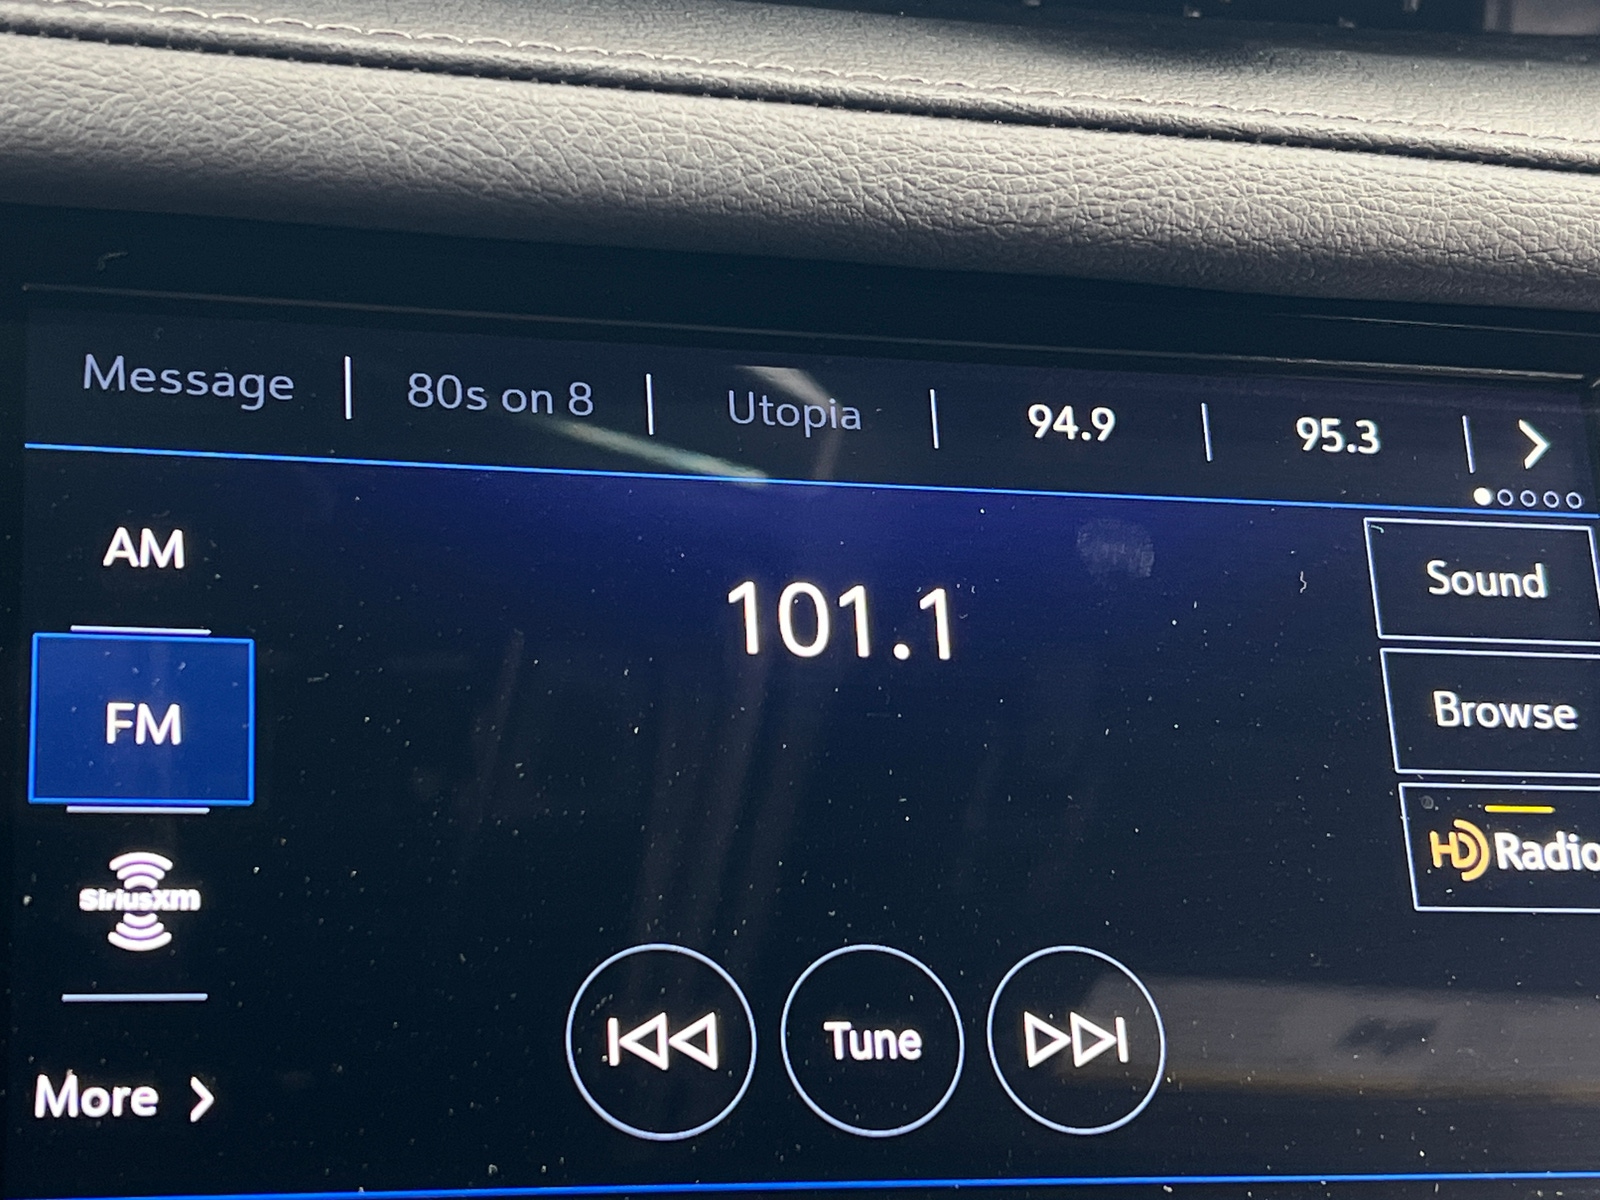 Message | 80s on 8 | Utopia | 94.9 | 95.3
AM
101.1
Sound
FM
Browse
HD Radio
SiriusXM
Tune
More